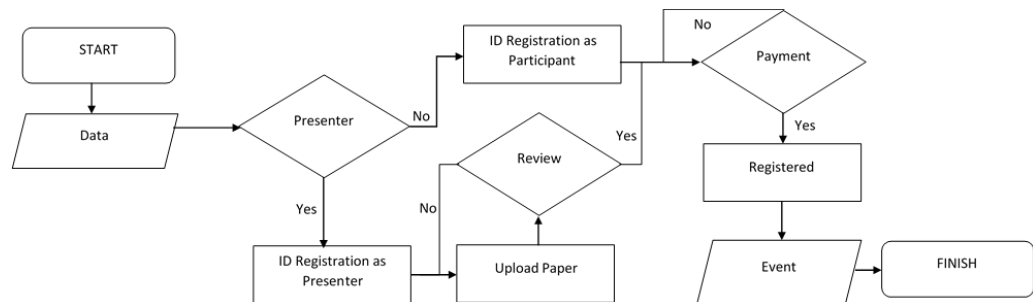 START
Data
Presenter
No
Yes
ID Registration as
Participant
ID Registration as
Presenter
Upload Paper
Review
No
Yes
No
Payment
Yes
Registered
Event
FINISH